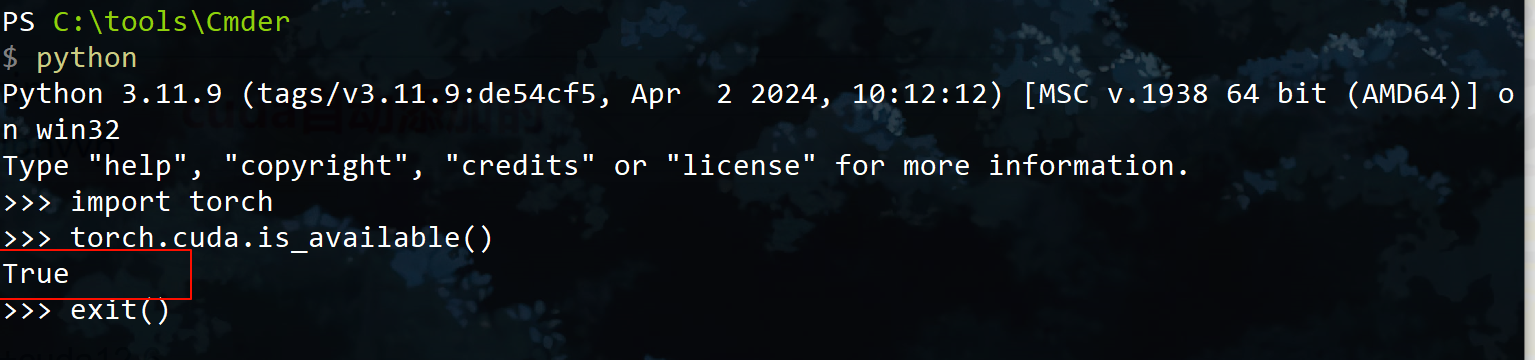 PS C:\tools\Cmder
$ python
Python 3.11.9 (tags/v3.11.9:de54cf5, Apr  2 2024, 10:12:12) [MSC v.1938 64 bit (AMD64)] o
n win32
Type "help", "copyright", "credits" or "license" for more information.
>>> import torch
>>> torch.cuda.is_available()
True
>>> exit()